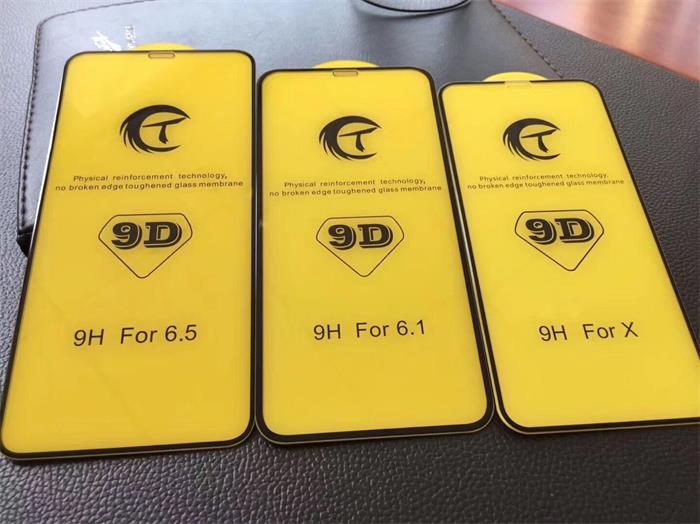 T
Physical reinforcement technology,
no broken edge toughened glass membrane
9D
9H For 6.5
T
Physical reinforcement technology,
no broken edge toughened glass membrane
9D
9H For 6.1
T
Physical reinforcement technology,
no broken edge toughened glass membrane
9D
9H For X